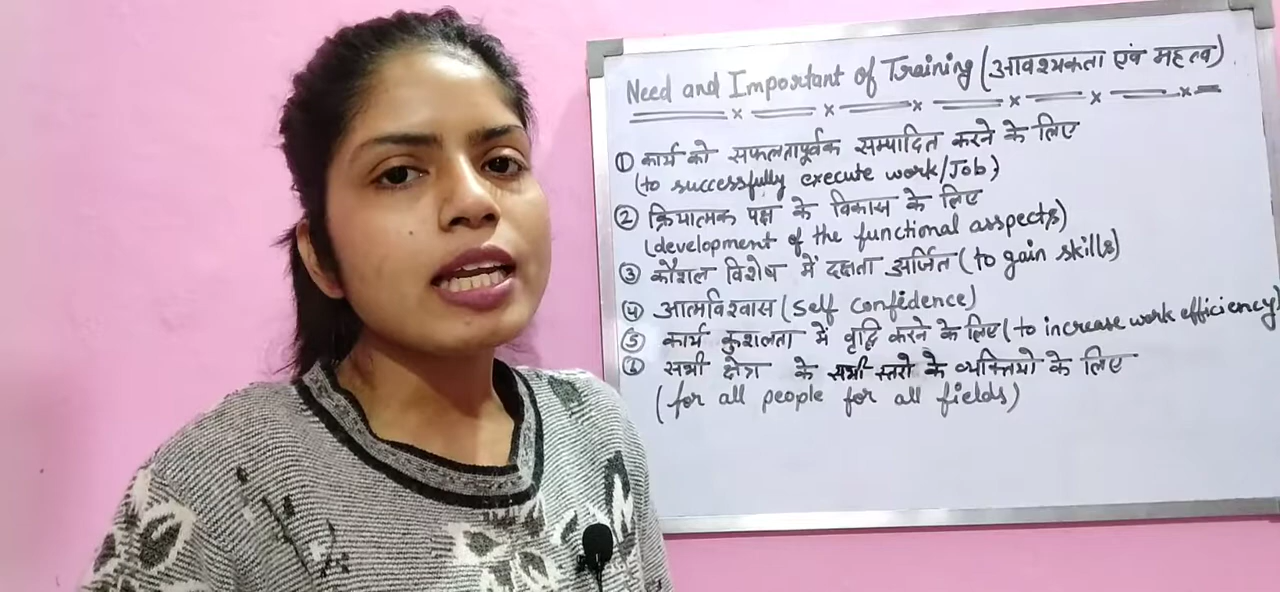 Need and Important of Training (आवश्यकता एवं महत्व)
① कार्य को सफलतापूर्वक सम्पादित करने के लिए
(to successfully execute work/Job)
② क्रियात्मक पक्ष के विकास के लिए
(development of the functional asspects)
③ कौशल विशेष में दक्षता अर्जित (to gain skills)
④ आत्मविश्वास (Self confidence)
⑤ कार्य कुशलता में वृद्धि करने के लिए (to increase work efficiency)
⑥ सभी क्षेत्र के सभी स्तरो के व्यक्तियो के लिए
(for all people for all fields)